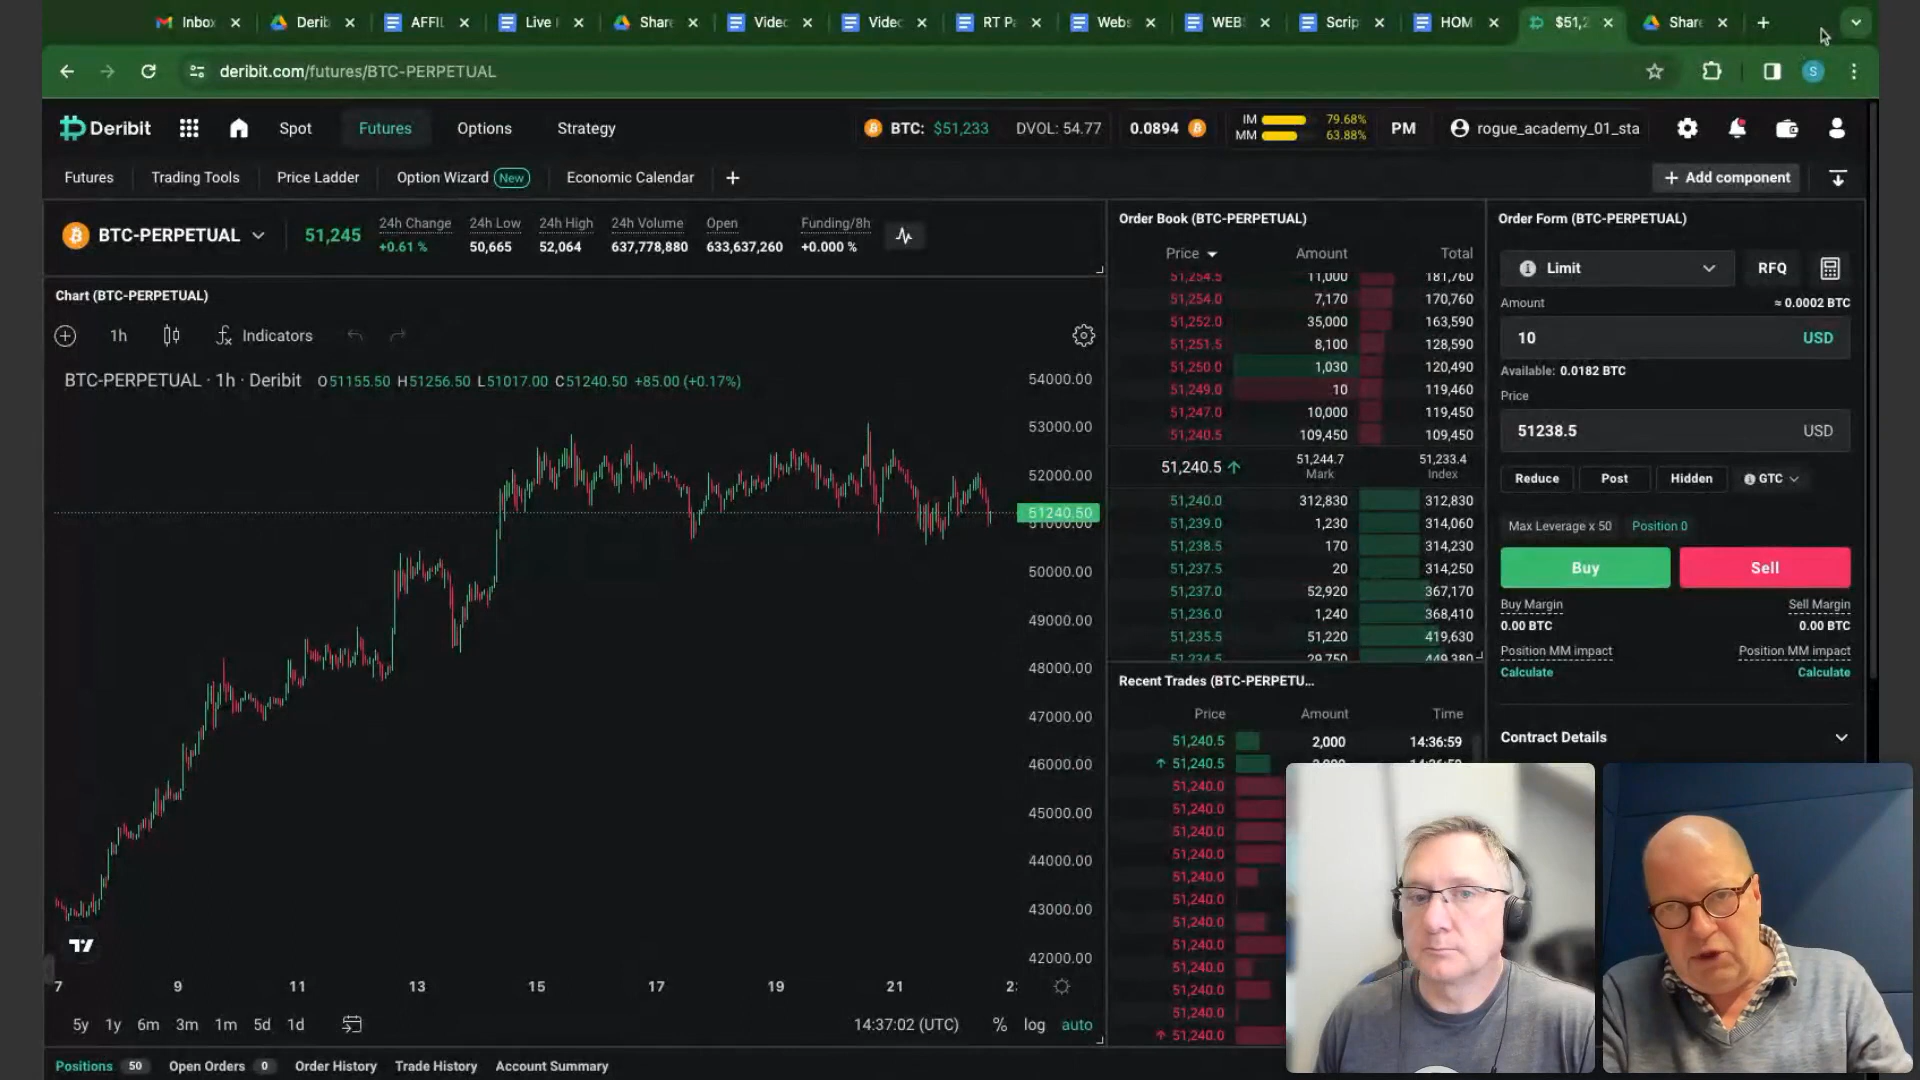 Inbox
Derib
AFFIL
Live
Share
Videc
Videc
RT P
Webs
WEB
Scrip
HOM
$51,2
Share
deribit.com/futures/BTC-PERPETUAL
S
Deribit
Spot
Futures
Options
Strategy
BTC: $51,233
DVOL: 54.77
0.0894
IM 79.68%
MM 63.88%
PM
rogue_academy_01_sta
Futures
Trading Tools
Price Ladder
Option Wizard New
Economic Calendar
+
+ Add component
BTC-PERPETUAL
51,245
24h Change
+0.61 %
24h Low
50,665
24h High
52,064
24h Volume
637,778,880
Open
633,637,260
Funding/8h
+0.000 %
Chart (BTC-PERPETUAL)
1h
Indicators
BTC-PERPETUAL · 1h · Deribit O51155.50 H51256.50 L51017.00 C51240.50 +85.00 (+0.17%)
54000.00
53000.00
52000.00
51240.50
51000.00
50000.00
49000.00
48000.00
47000.00
46000.00
45000.00
44000.00
43000.00
42000.00
7 9 11 13 15 17 19 21
5y 1y 6m 3m 1m 5d 1d
14:37:02 (UTC) % log auto
Positions 50
Open Orders 0
Order History
Trade History
Account Summary
Order Book (BTC-PERPETUAL)
Price Amount Total
51,254.5 11,000 181,760
51,254.0 7,170 170,760
51,252.0 35,000 163,590
51,251.5 8,100 128,590
51,250.0 1,030 120,490
51,249.0 10 119,460
51,247.0 10,000 119,450
51,240.5 109,450 109,450
51,240.5 51,244.7 51,233.4
Mark Index
51,240.0 312,830 312,830
51,239.0 1,230 314,060
51,238.5 170 314,230
51,237.5 20 314,250
51,237.0 52,920 367,170
51,236.0 1,240 368,410
51,235.5 51,220 419,630
51,234.5 29,750 449,380
Recent Trades (BTC-PERPETU...
Price Amount Time
51,240.5 2,000 14:36:59
51,240.5
51,240.0
51,240.0
51,240.0
51,240.0
51,240.0
51,240.0
51,240.0
51,240.0
51,240.0
51,240.0
51,240.0
51,240.0
Order Form (BTC-PERPETUAL)
Limit
RFQ
Amount ≈ 0.0002 BTC
10 USD
Available: 0.0182 BTC
Price
51238.5 USD
Reduce
Post
Hidden
GTC
Max Leverage x 50
Position 0
Buy
Sell
Buy Margin Sell Margin
0.00 BTC 0.00 BTC
Position MM impact Position MM impact
Calculate Calculate
Contract Details